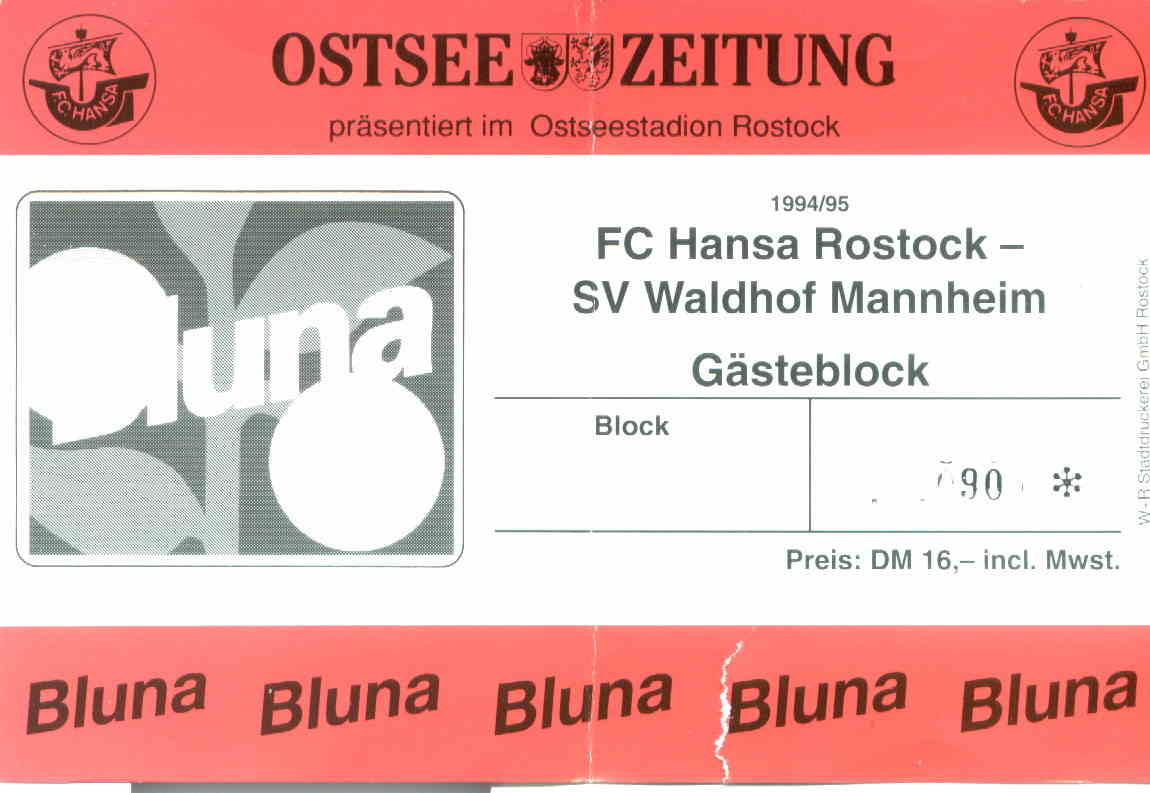 F.C. HANSA
OSTSEE ZEITUNG
F.C. HANSA
präsentiert im Ostseestadion Rostock
bluna
1994/95
FC Hansa Rostock –
SV Waldhof Mannheim
Gästeblock
Block
90 *
Preis: DM 16,– incl. Mwst.
W-R Stadtdruckerei GmbH Rostock
Bluna Bluna Bluna Bluna Bluna